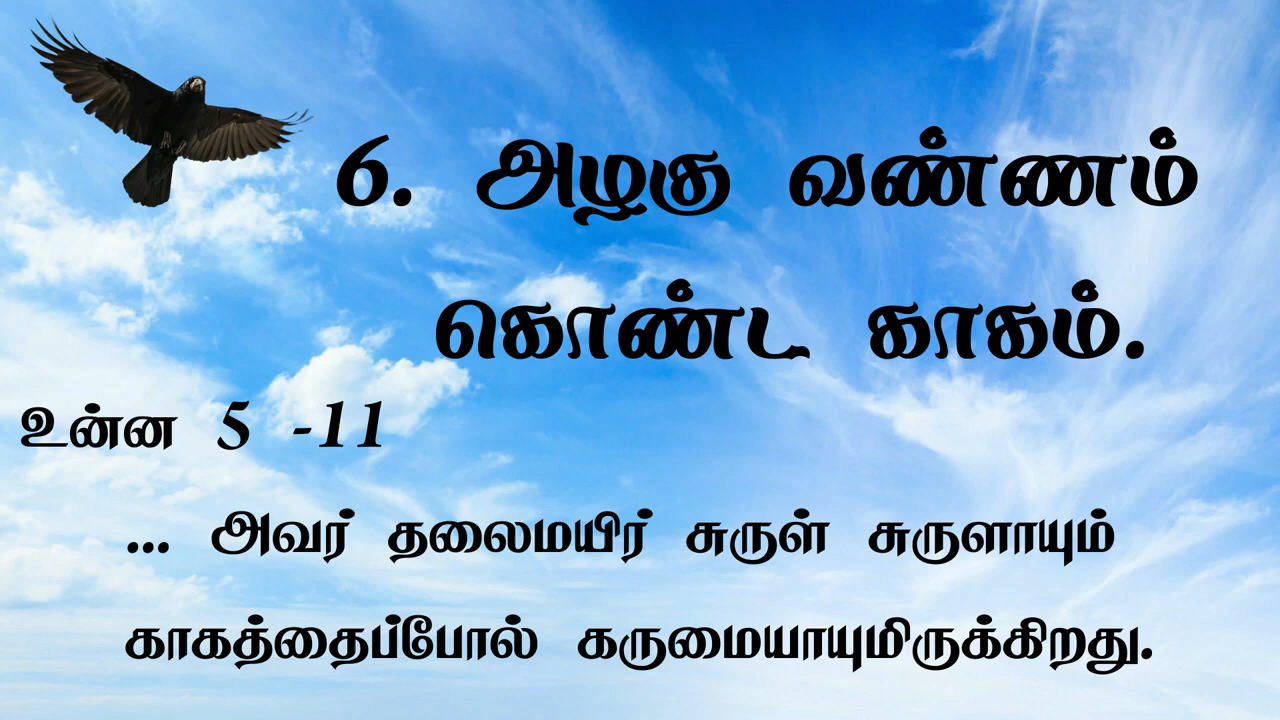 6. அழகு வண்ணம்
கொண்ட காகம்.
உன்ன 5 -11
... அவர் தலைமயிர் சுருள் சுருளாயும்
காகத்தைப்போல் கருமையாயுமிருக்கிறது.